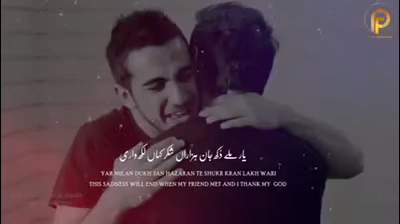 یار ملے دکھ جان ہزاراں شکر کراں لکھ واری
YAR MILAN DUKH JAN HAZARAN TE SHUKR KRAN LAKH WARI
THIS SADNESS WILL END WHEN MY FRIEND MET AND I THANK MY GOD